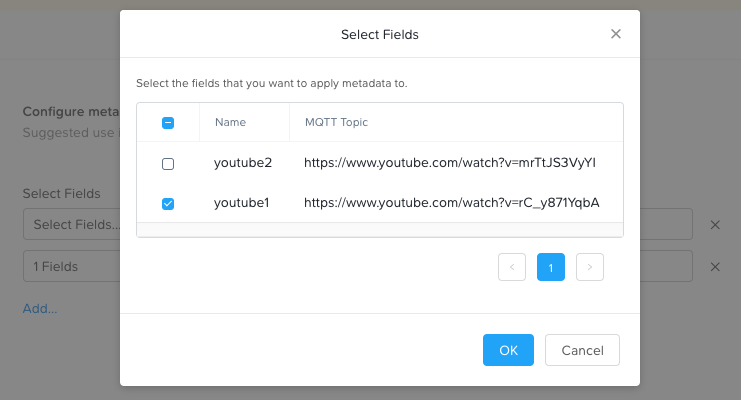 Select Fields
Select the fields that you want to apply metadata to.
Name MQTT Topic
youtube2 https://www.youtube.com/watch?v=mrTtJS3VyYI
youtube1 https://www.youtube.com/watch?v=rC_y871YqbA
1
OK Cancel
Configure meta
Suggested use i
Select Fields
Select Fields...
1 Fields
Add...